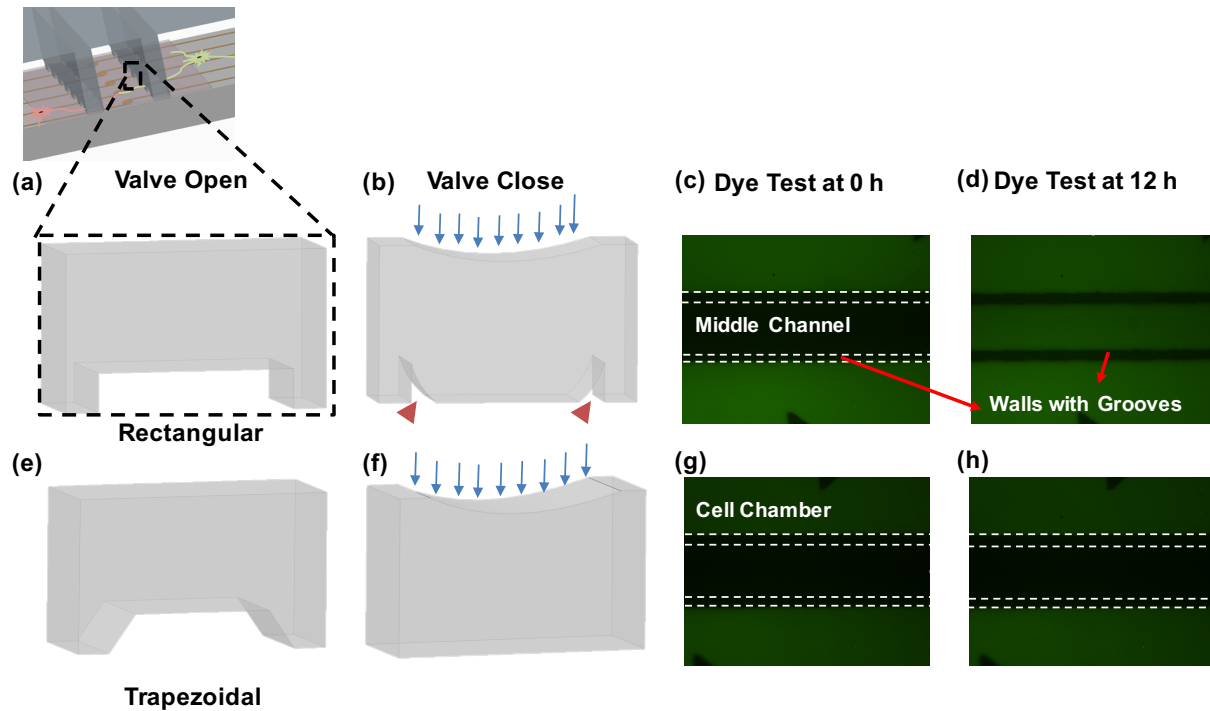 (a) Valve Open
(b) Valve Close
(c) Dye Test at 0 h
(d) Dye Test at 12 h
Middle Channel
Walls with Grooves
Rectangular
(e)
(f)
(g)
(h)
Cell Chamber
Trapezoidal